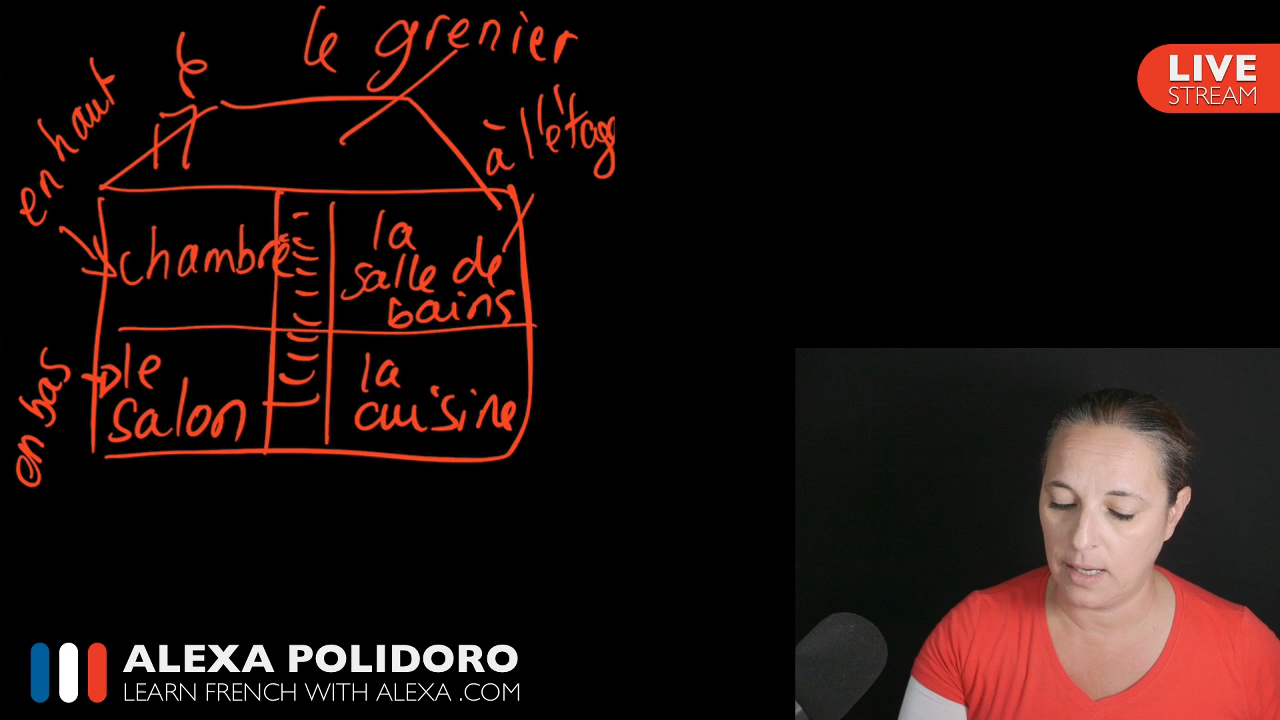 le grenier
en haut
à l'étage
chambre
la
salle de
bains
en bas
le
salon
la
cuisine
LIVE
STREAM
ALEXA POLIDORO
LEARN FRENCH WITH ALEXA .COM